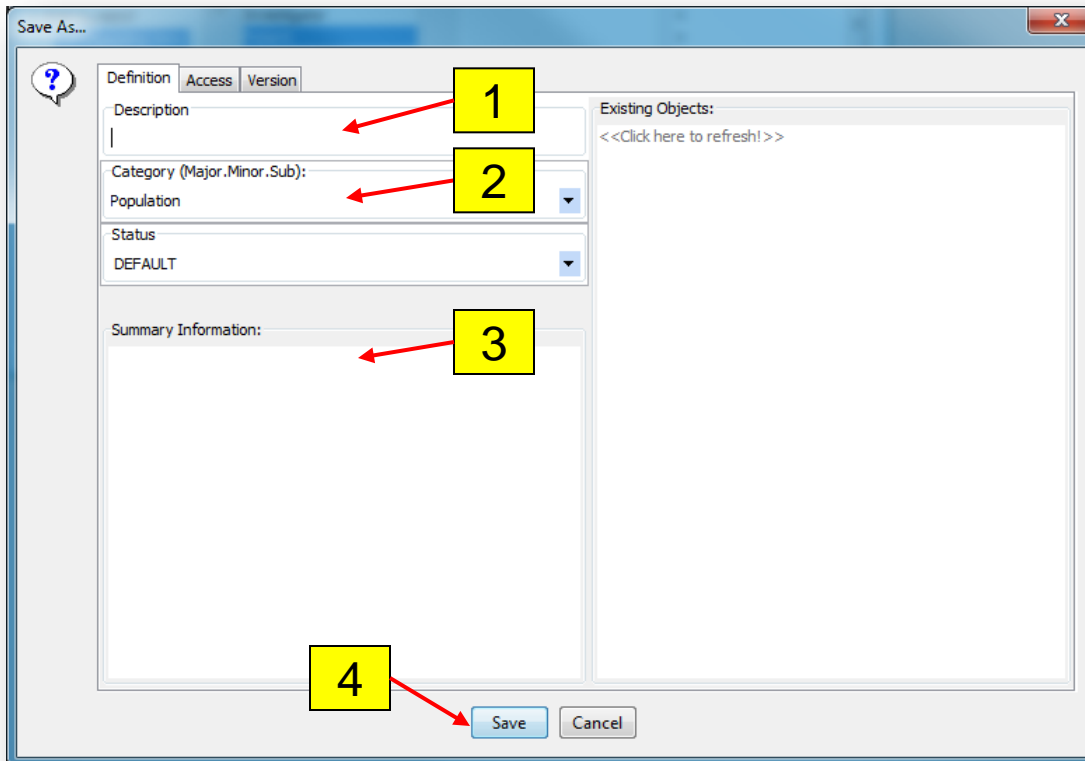 Save As...
?
Definition Access Version
Description
1
Category (Major.Minor.Sub):
Population
2
Status
DEFAULT
Summary Information:
3
Existing Objects:
<<Click here to refresh!>>
4
Save Cancel